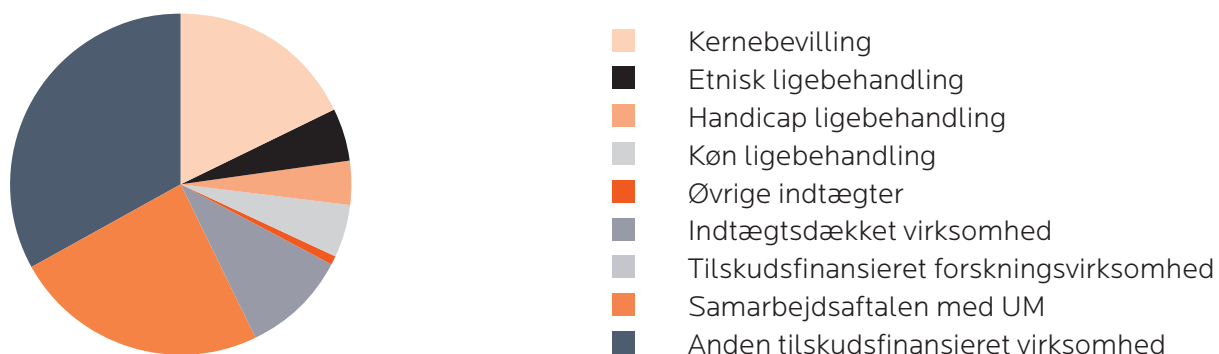 Kernebevilling
Etnisk ligebehandling
Handicap ligebehandling
Køn ligebehandling
Øvrige indtægter
Indtægtsdækket virksomhed
Tilskudsfinansieret forskningsvirksomhed
Samarbejdsaftalen med UM
Anden tilskudsfinansieret virksomhed